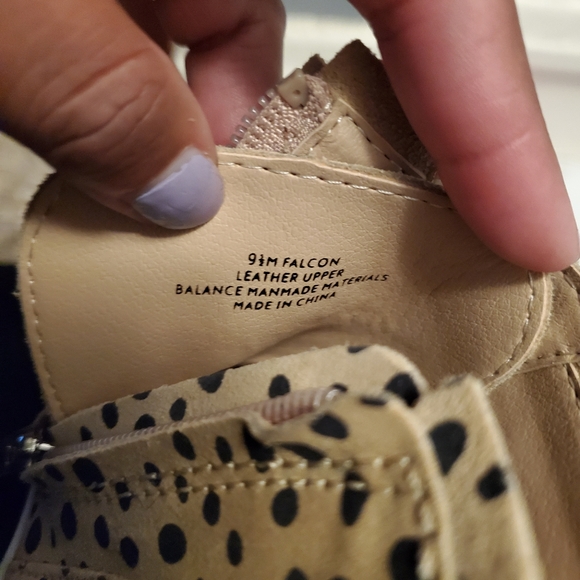 9½M FALCON
LEATHER UPPER
BALANCE MANMADE MATERIALS
MADE IN CHINA